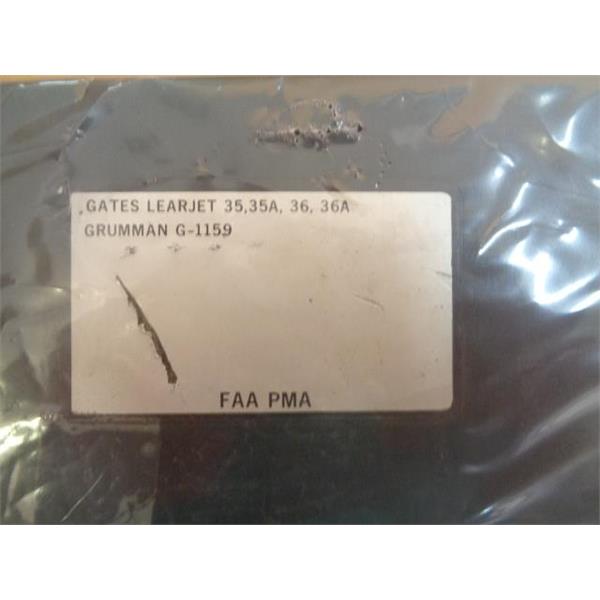 GATES LEARJET 35,35A, 36, 36A
GRUMMAN G-1159
FAA PMA